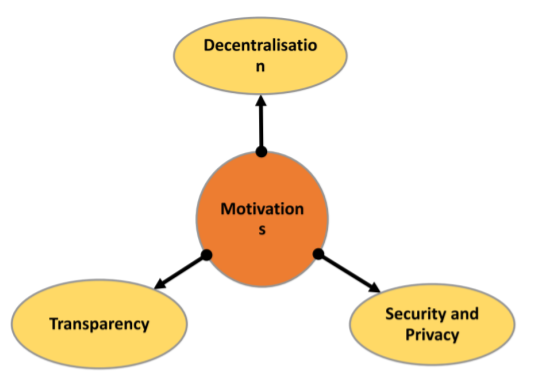 Decentralisatio
n
Motivation
s
Transparency
Security and
Privacy